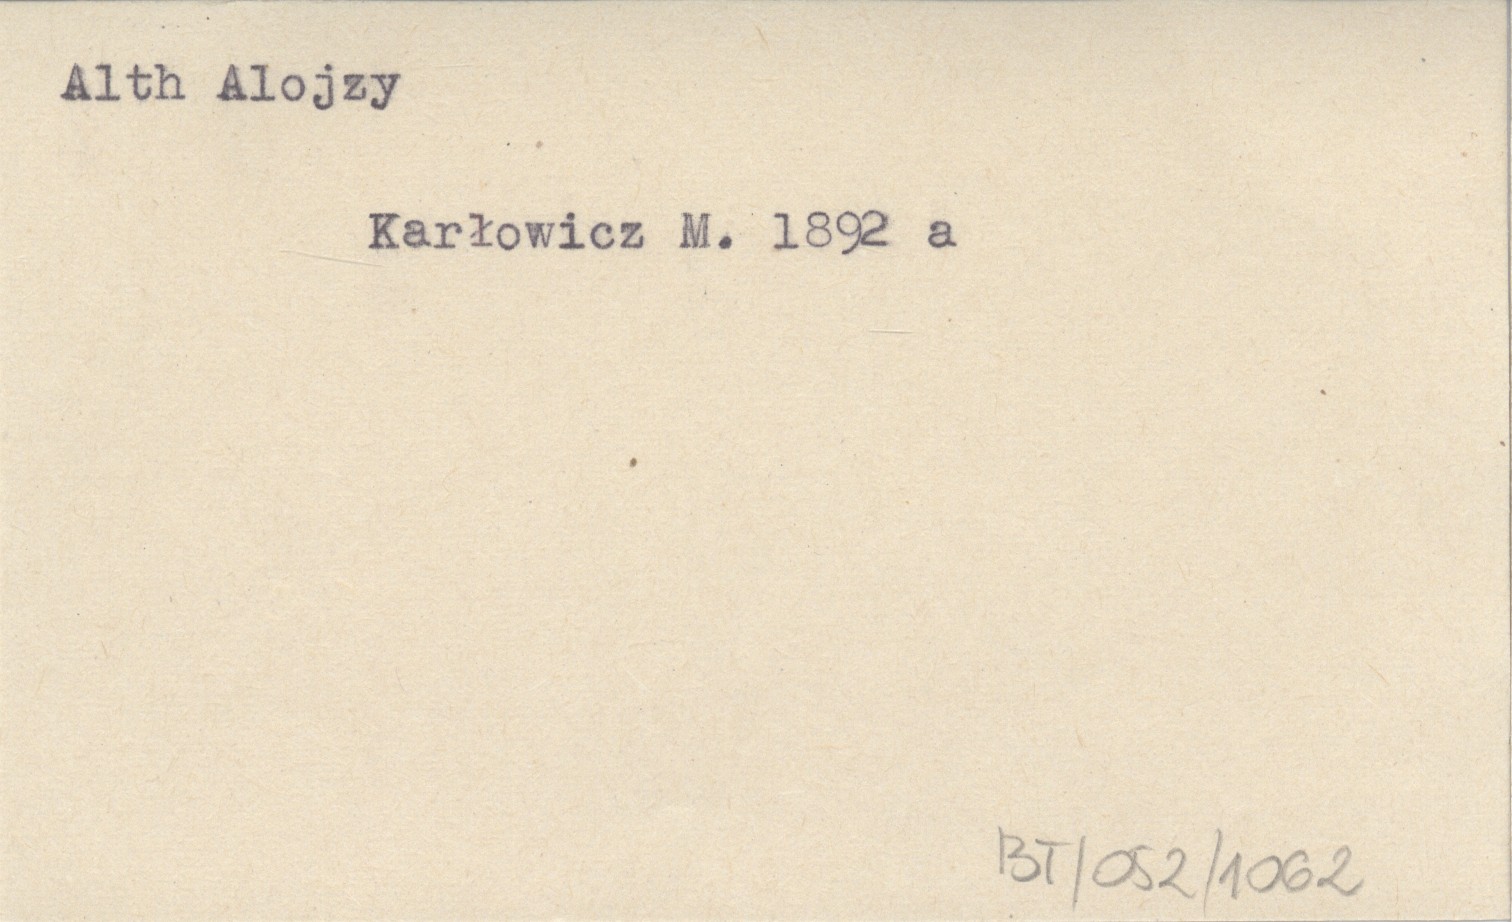 Alth Alojzy
Karłowicz M. 1892 a
BT/052/1062